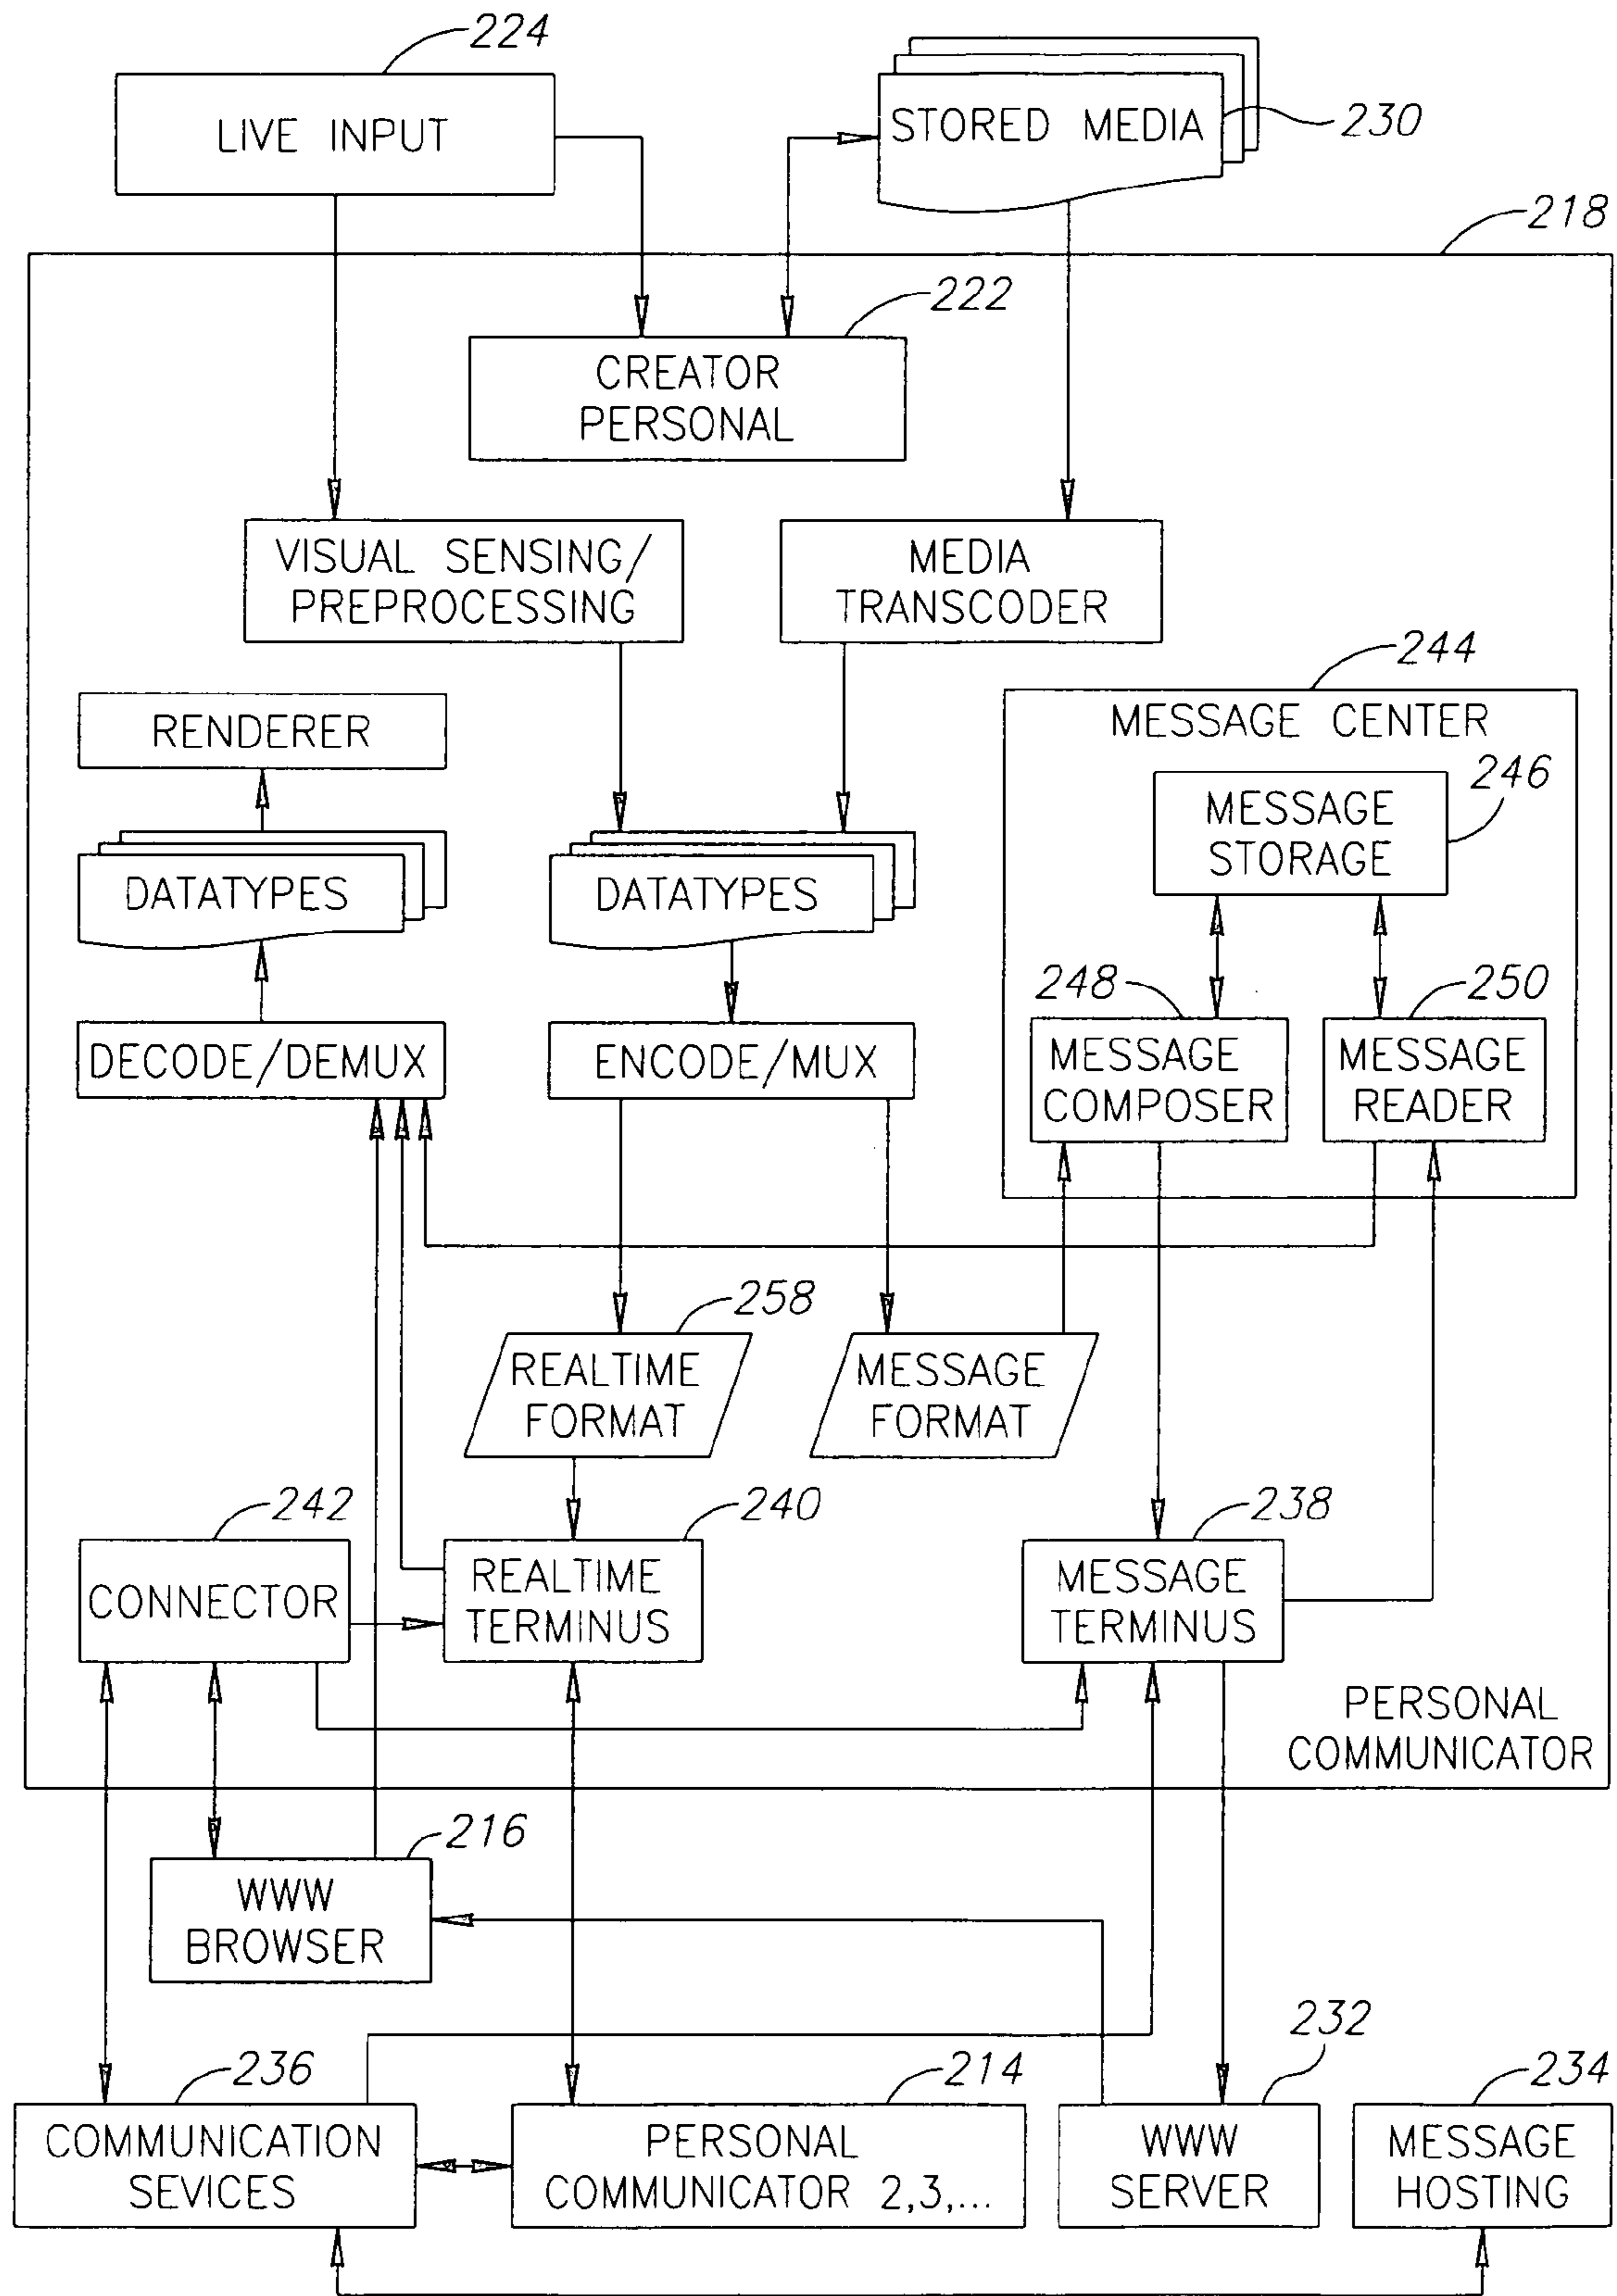 224
LIVE INPUT
STORED MEDIA
230
218
222
CREATOR
PERSONAL
VISUAL SENSING/
PREPROCESSING
MEDIA
TRANSCODER
244
MESSAGE CENTER
RENDERER
246
MESSAGE
STORAGE
DATATYPES
DATATYPES
248
250
DECODE/DEMUX
ENCODE/MUX
MESSAGE
COMPOSER
MESSAGE
READER
258
REALTIME
FORMAT
MESSAGE
FORMAT
242
240
238
CONNECTOR
REALTIME
TERMINUS
MESSAGE
TERMINUS
PERSONAL
COMMUNICATOR
216
WWW
BROWSER
236
214
232
234
COMMUNICATION
SEVICES
PERSONAL
COMMUNICATOR 2,3,...
WWW
SERVER
MESSAGE
HOSTING